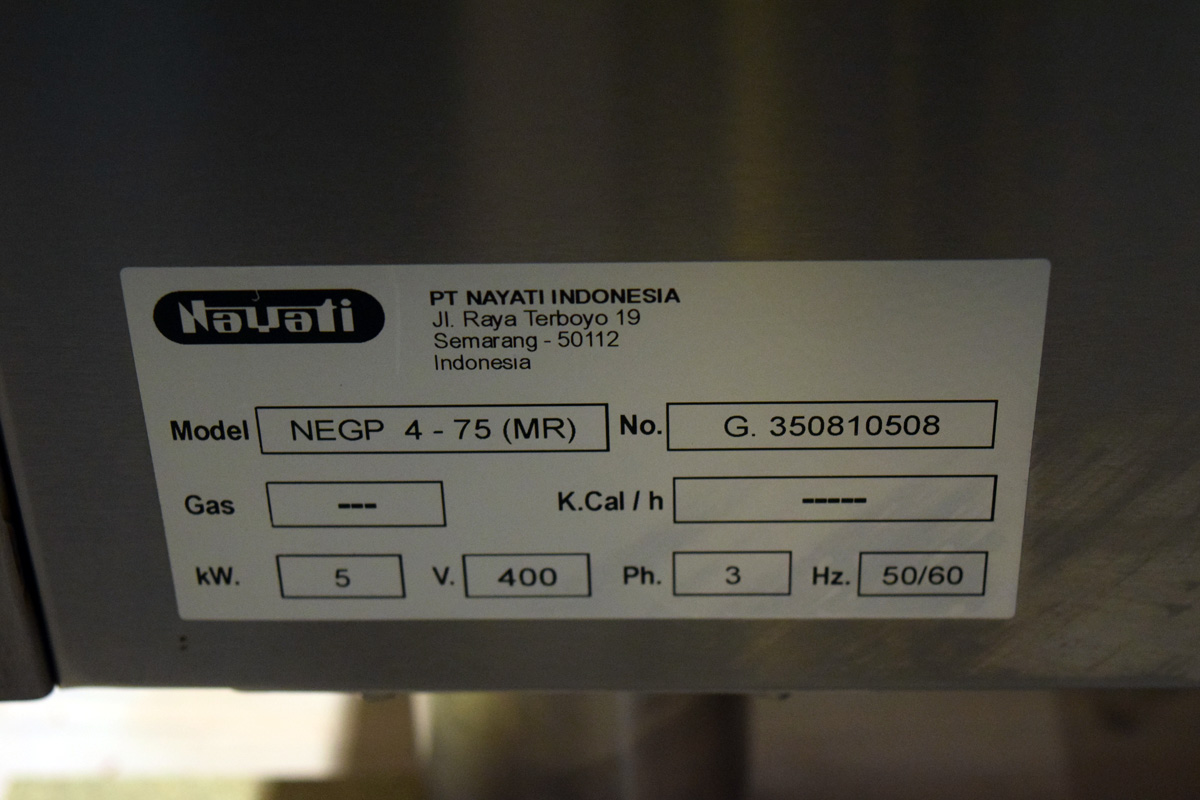 Nayati
PT NAYATI INDONESIA
Jl. Raya Terboyo 19
Semarang - 50112
Indonesia
Model NEGP 4 - 75 (MR) No. G. 350810508
Gas --- K.Cal / h -----
kW. 5 V. 400 Ph. 3 Hz. 50/60